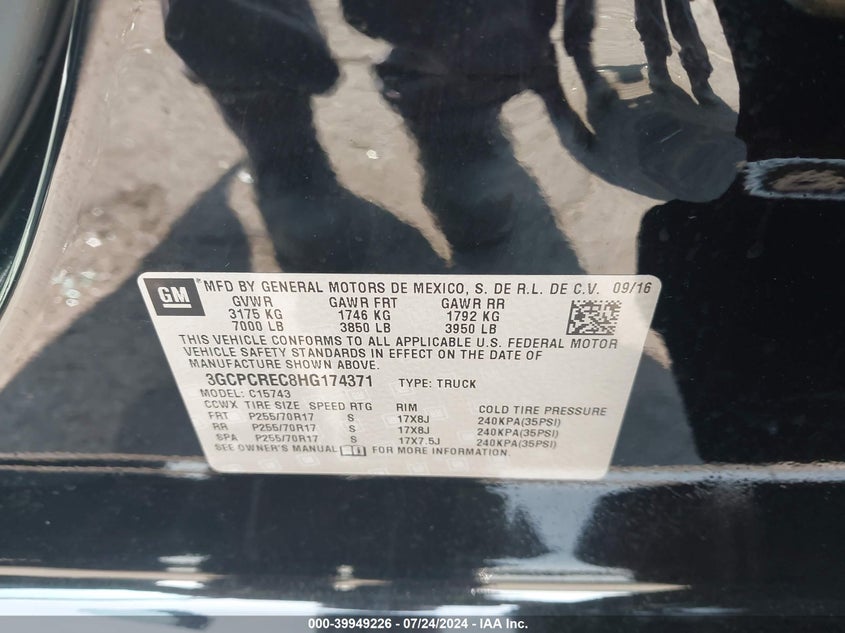 GM
MFD BY GENERAL MOTORS DE MEXICO, S. DE R.L. DE C.V. 09/16
GVWR GAWR FRT GAWR RR
3175 KG 1746 KG 1792 KG
7000 LB 3850 LB 3950 LB
THIS VEHICLE CONFORMS TO ALL APPLICABLE U.S. FEDERAL MOTOR
VEHICLE SAFETY STANDARDS IN EFFECT ON THE DATE OF
MANUFACTURE SHOWN ABOVE.
3GCPCREC8HG174371 TYPE: TRUCK
MODEL: C15743
CCWX TIRE SIZE SPEED RTG RIM COLD TIRE PRESSURE
FRT P255/70R17 S 17X8J 240KPA(35PSI)
RR P255/70R17 S 17X8J 240KPA(35PSI)
SPA P255/70R17 S 17X7.5J 240KPA(35PSI)
SEE OWNER'S MANUAL FOR MORE INFORMATION.
000-39949226 - 07/24/2024 - IAA Inc.